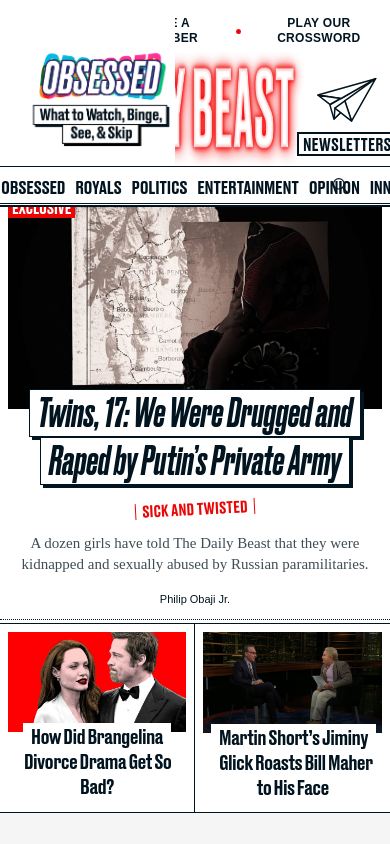 E A
BER
PLAY OUR
CROSSWORD
OBSESSED
What to Watch, Binge,
See, & Skip
Y BEAST
NEWSLETTERS
OBSESSED ROYALS POLITICS ENTERTAINMENT OPINION INN
EXCLUSIVE
Twins, 17: We Were Drugged and
Raped by Putin's Private Army
SICK AND TWISTED
A dozen girls have told The Daily Beast that they were
kidnapped and sexually abused by Russian paramilitaries.
Philip Obaji Jr.
How Did Brangelina
Divorce Drama Get So
Bad?
Martin Short's Jiminy
Glick Roasts Bill Maher
to His Face